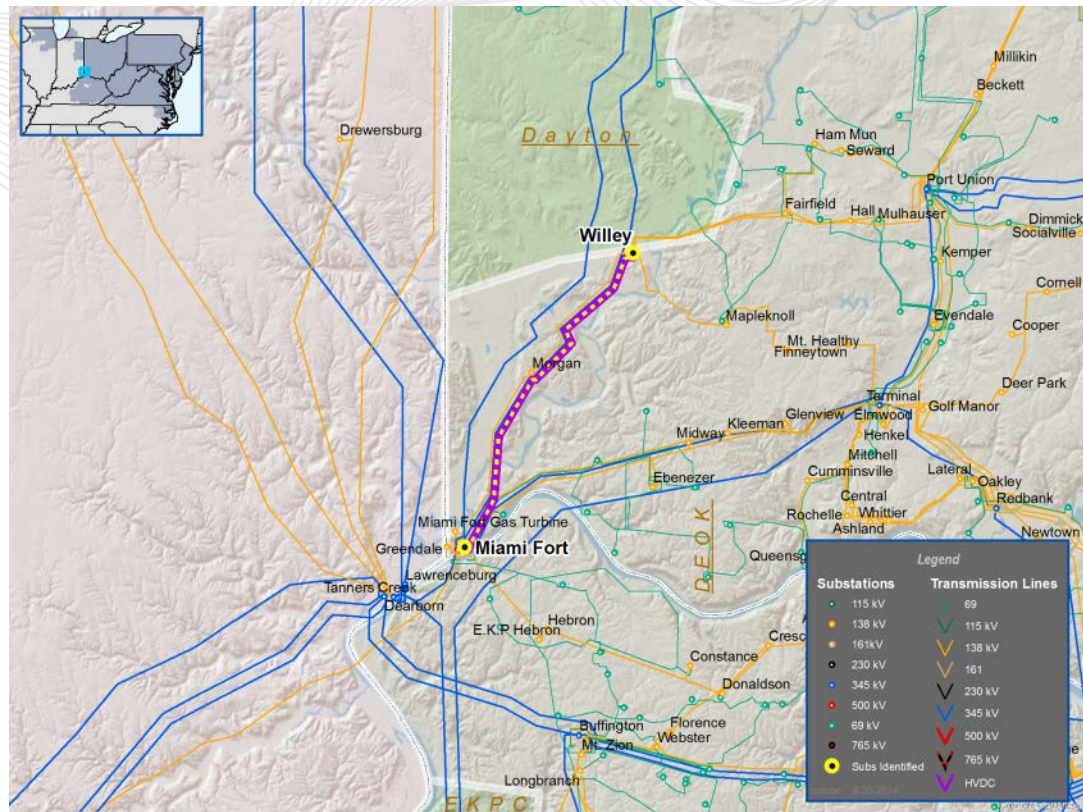 Millikin
Beckett
Drewersburg
Dayton
Ham Mun
Seward
Port Union
Fairfield
Hall
Mulhauser
Dimmick
Socialville
Willey
Kemper
Cornell
Mapleknoll
Evendale
Cooper
Mt. Healthy
Finneytown
Morgan
Deer Park
Terminal
Golf Manor
Glenview
Elmwood
Kleeman
Midway
Henkel
Mitchell
Cumminsville
Lateral
Oakley
Ebenezer
Central
Redbank
Rochelle
Whittier
Ashland
Newtown
DEOK
Miami Fort Gas Turbine
Greendale
Miami Fort
Lawrenceburg
Tanners Creek
Dearborn
E.K.P Hebron
Hebron
Constance
Donaldson
Buffington
Florence
Webster
Mt. Zion
Longbranch
EKPC
Legend
Substations
115 kV
138 kV
161kV
230 kV
345 kV
500 kV
69 kV
765 kV
Subs Identified
Transmission Lines
69
115 kV
138 kV
161
230 kV
345 kV
500 kV
765 kV
HVDC